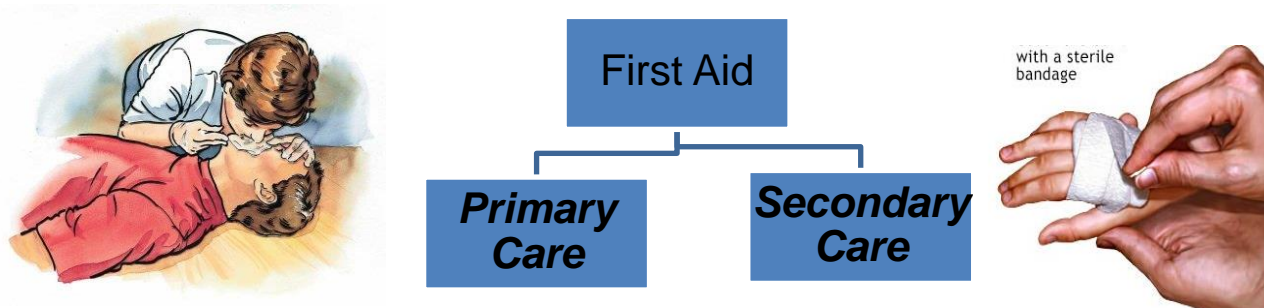 First Aid
Primary
Care
Secondary
Care
with a sterile
bandage